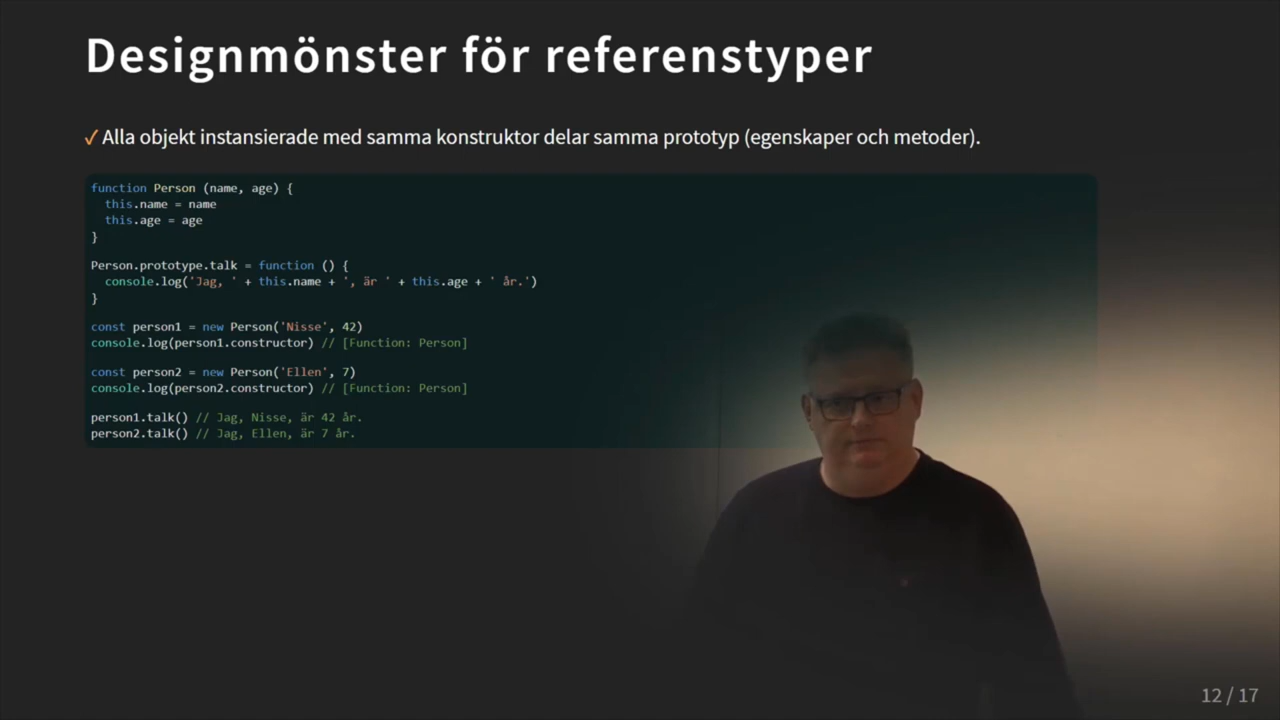 Designmönster för referenstyper
✓ Alla objekt instansierade med samma konstruktor delar samma prototyp (egenskaper och metoder).
function Person (name, age) {
  this.name = name
  this.age = age
}
Person.prototype.talk = function () {
  console.log('Jag, ' + this.name + ', är ' + this.age + ' år.')
}
const person1 = new Person('Nisse', 42)
console.log(person1.constructor) // [Function: Person]
const person2 = new Person('Ellen', 7)
console.log(person2.constructor) // [Function: Person]
person1.talk() // Jag, Nisse, är 42 år.
person2.talk() // Jag, Ellen, är 7 år.
12 / 17